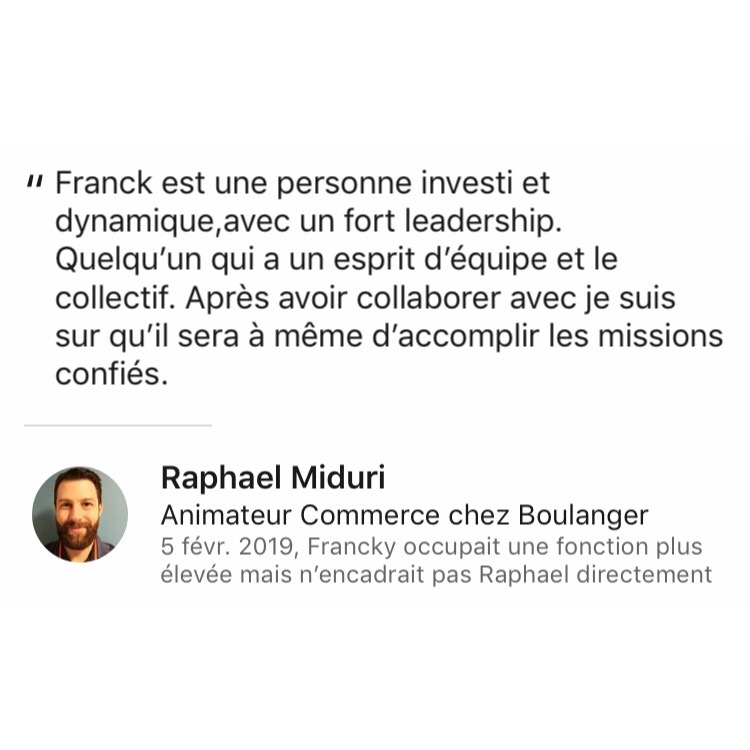 " Franck est une personne investi et
dynamique,avec un fort leadership.
Quelqu’un qui a un esprit d’équipe et le
collectif. Après avoir collaborer avec je suis
sur qu’il sera à même d’accomplir les missions
confiés.
Raphael Miduri
Animateur Commerce chez Boulanger
5 févr. 2019, Francky occupait une fonction plus
élevée mais n’encadrait pas Raphael directement